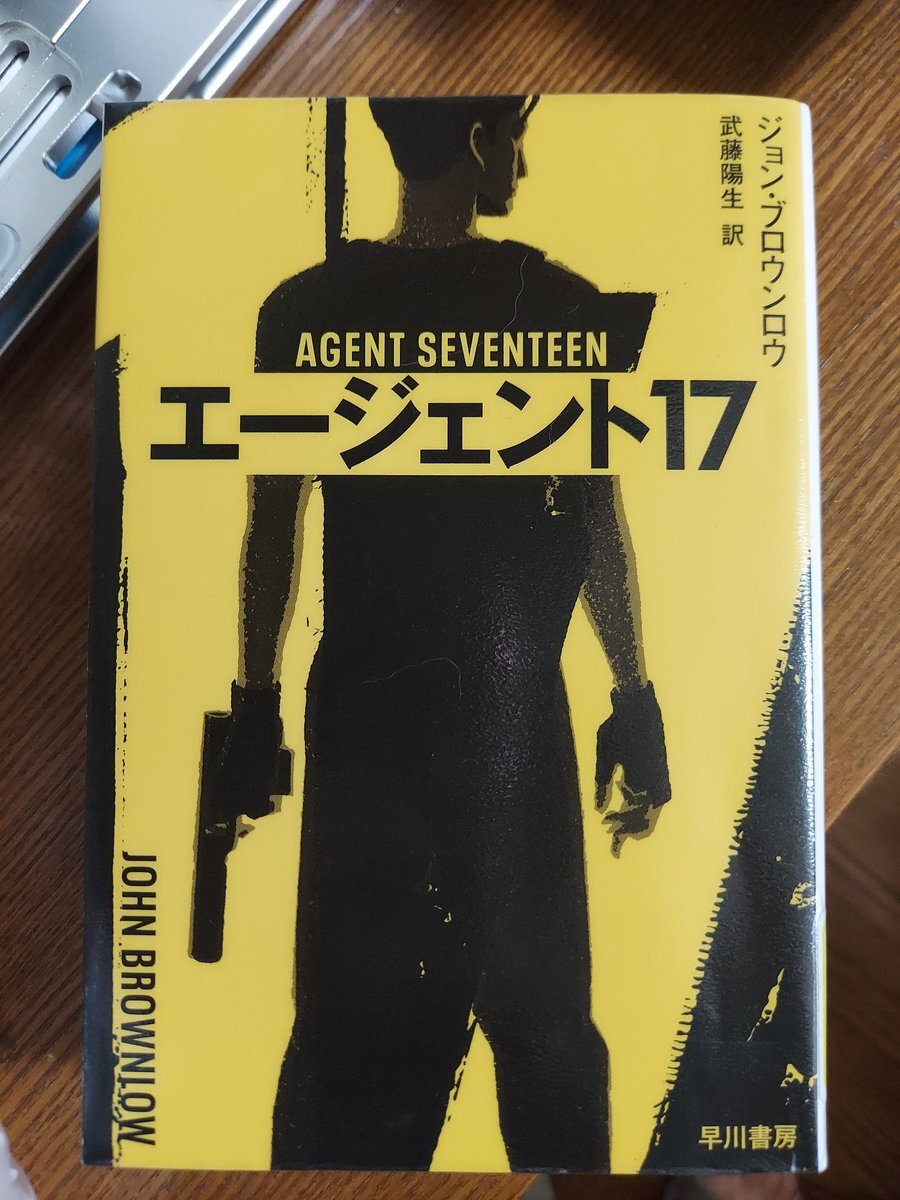 ジョン・ブロウンロウ
武藤陽生 訳
AGENT SEVENTEEN
エージェント17
JOHN BROWNLOW
早川書房